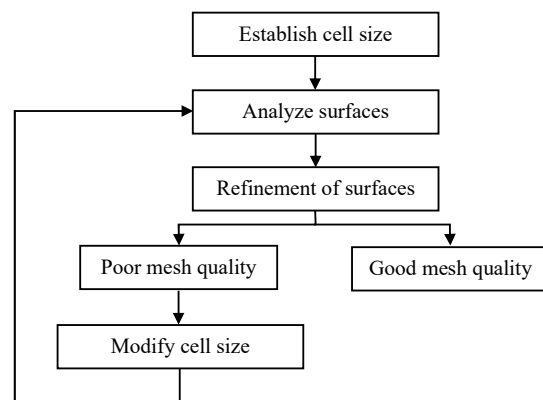 Establish cell size
Analyze surfaces
Refinement of surfaces
Poor mesh quality
Good mesh quality
Modify cell size